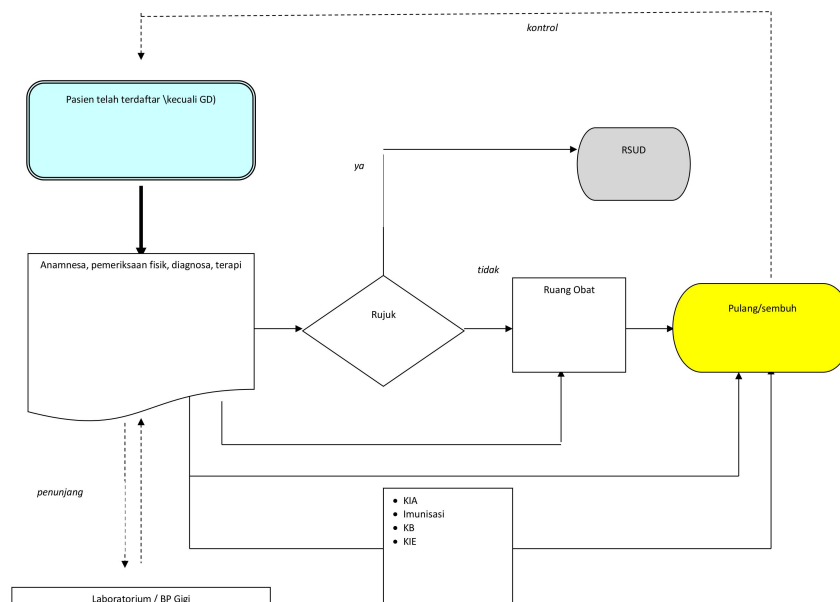 kontrol
Pasien telah terdaftar \kecuali GD)
RSUD
ya
Anamnesa, pemeriksaan fisik, diagnosa, terapi
tidak
Rujuk
Ruang Obat
Pulang/sembuh
penunjang
• KIA
• Imunisasi
• KB
• KIE
Laboratorium / BP Gigi